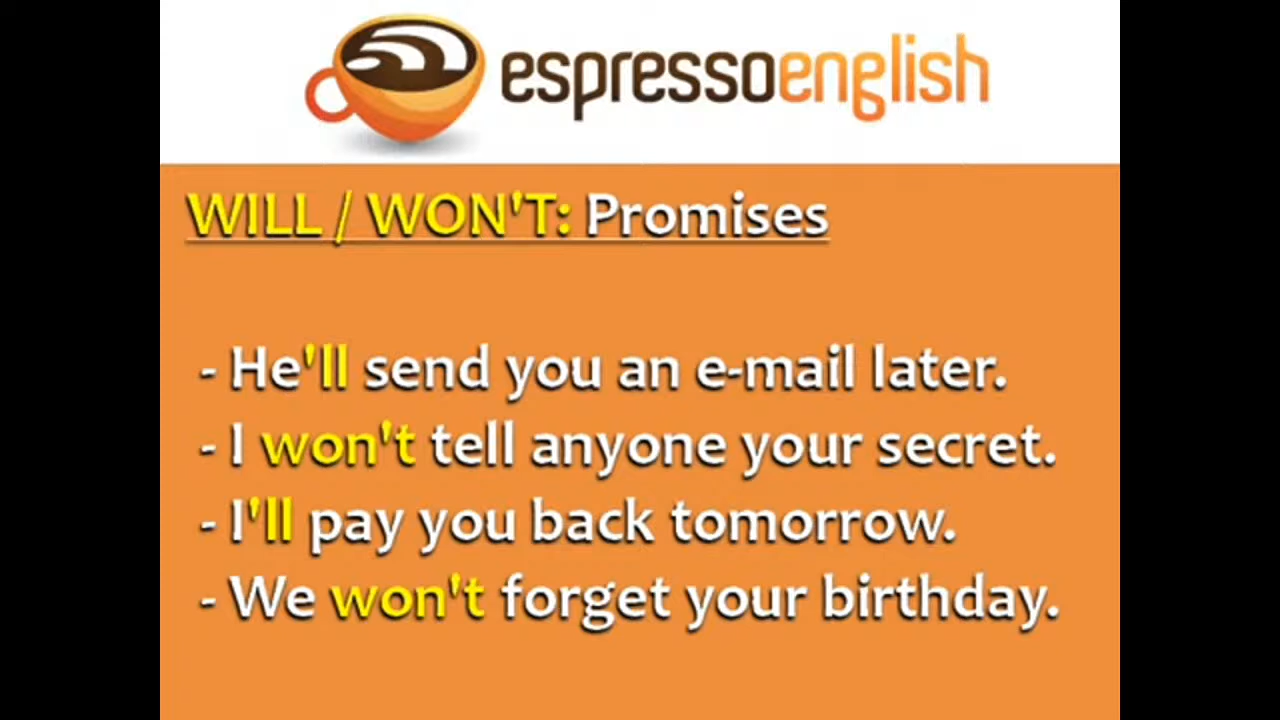 espressoenglish
WILL / WON'T: Promises
- He'll send you an e-mail later.
- I won't tell anyone your secret.
- I'll pay you back tomorrow.
- We won't forget your birthday.